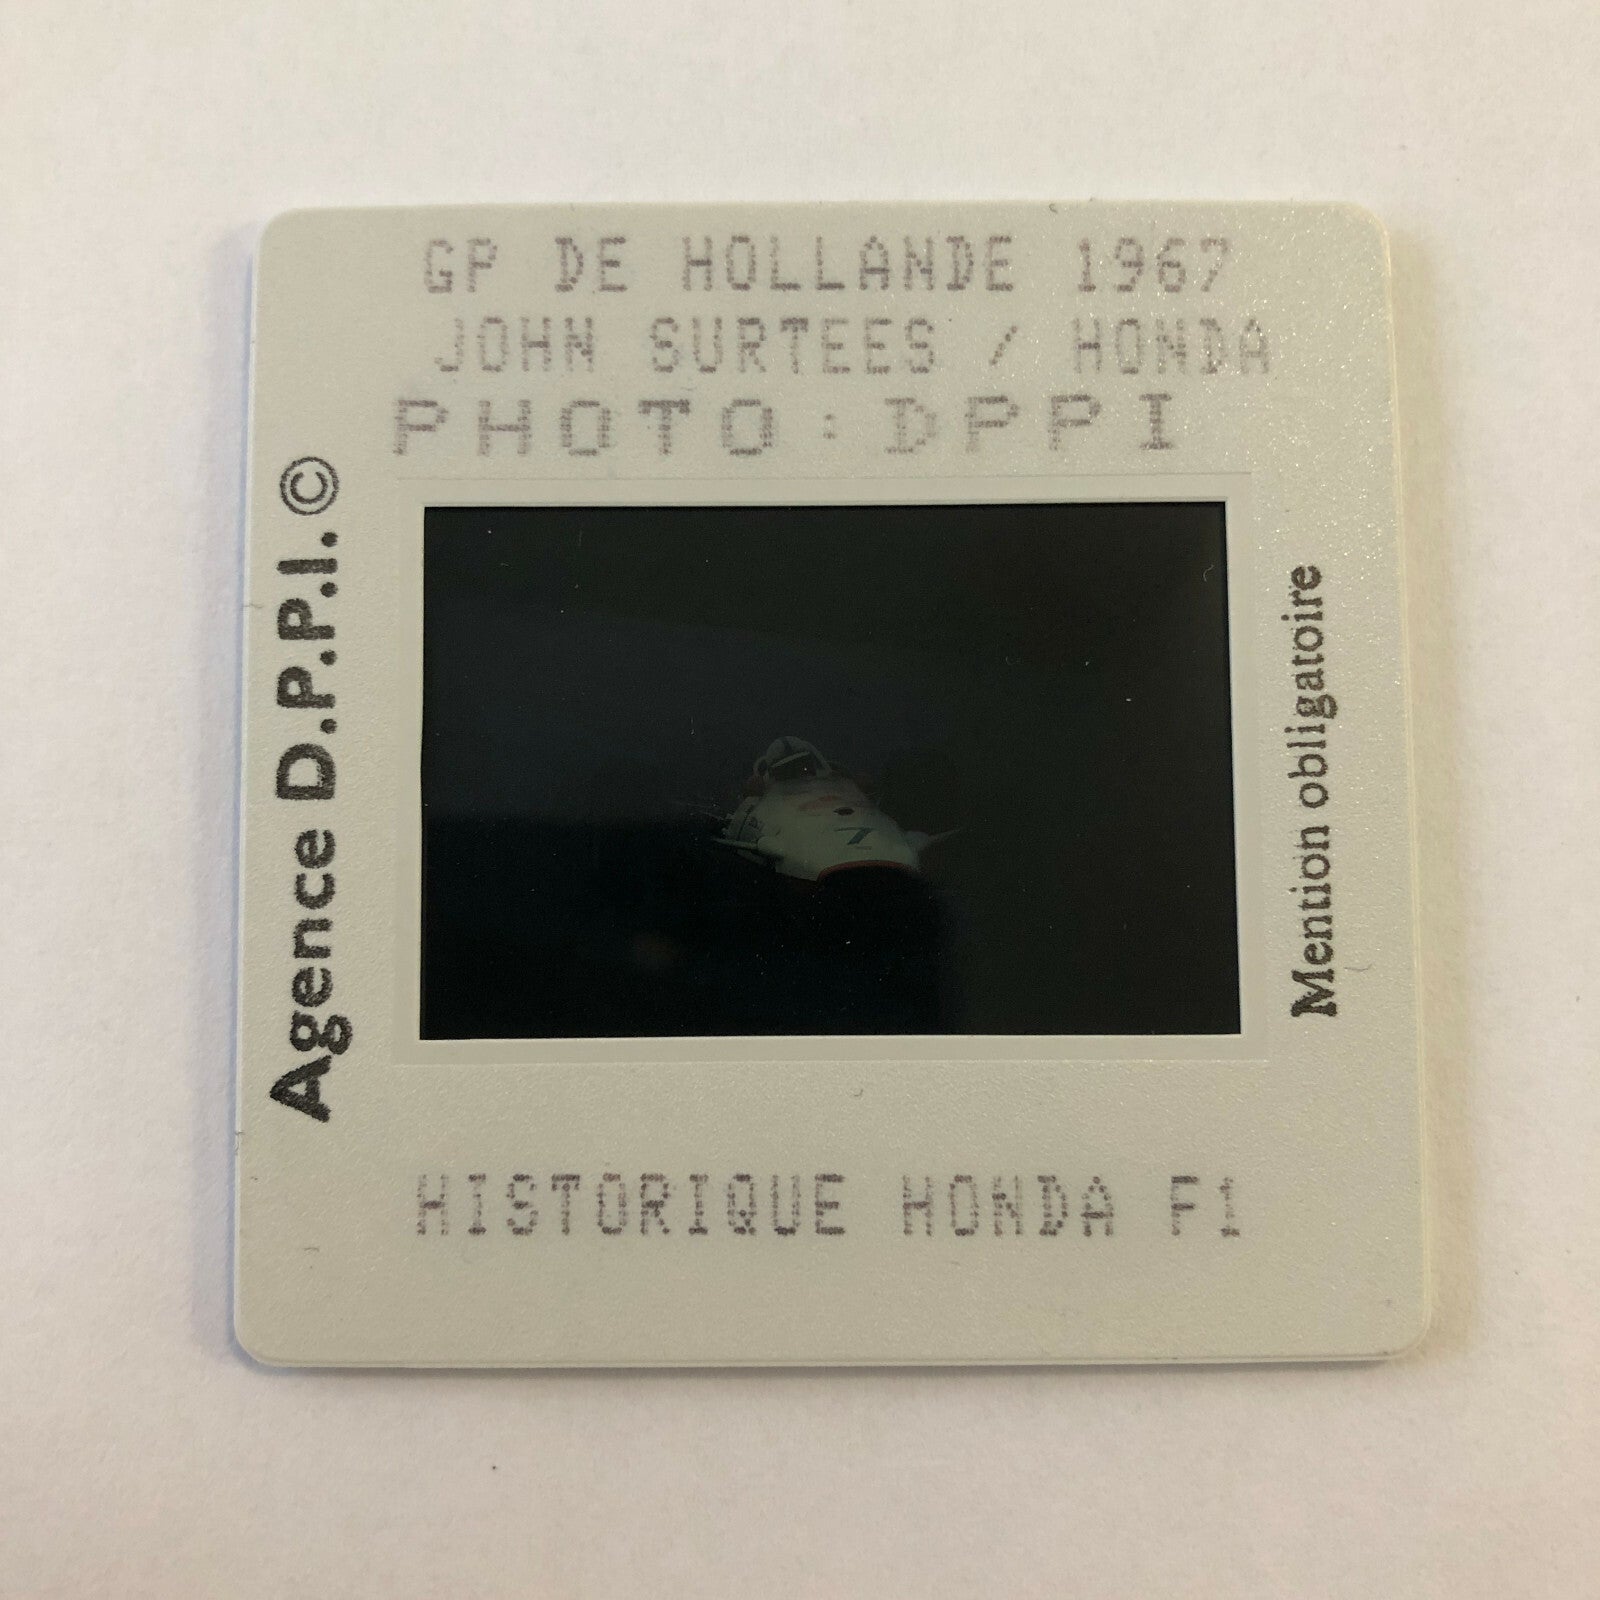 GP DE HOLLANDE 1967
JOHN SURTEES / HONDA
PHOTO:DPPI
Agence D.P.P.I. ©
7
Mention obligatoire
HISTORIQUE HONDA F1